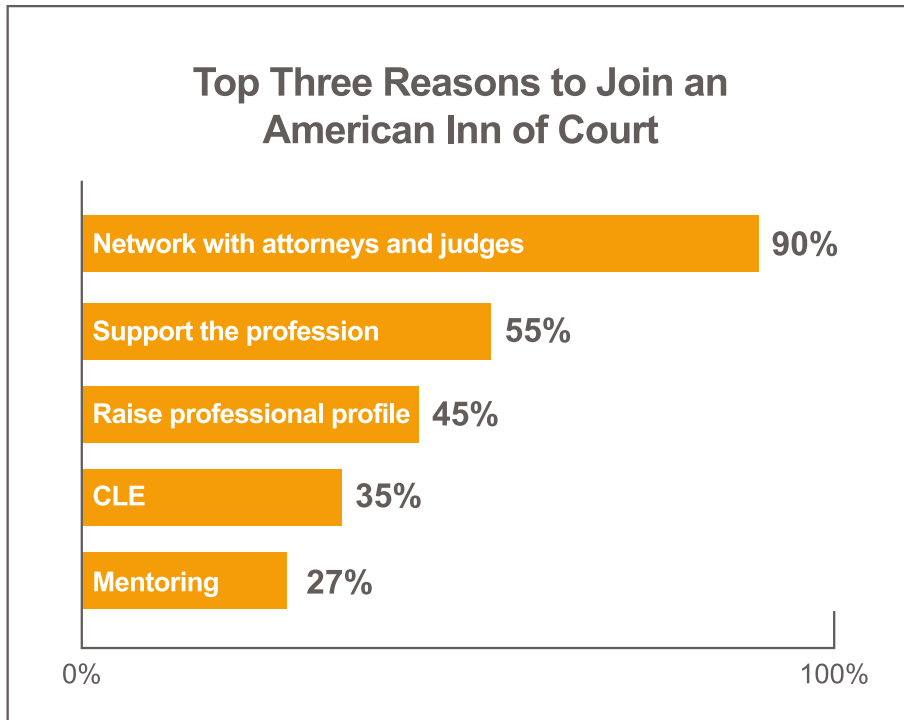 Top Three Reasons to Join an
American Inn of Court
Network with attorneys and judges 90%
Support the profession 55%
Raise professional profile 45%
CLE 35%
Mentoring 27%
0% 100%